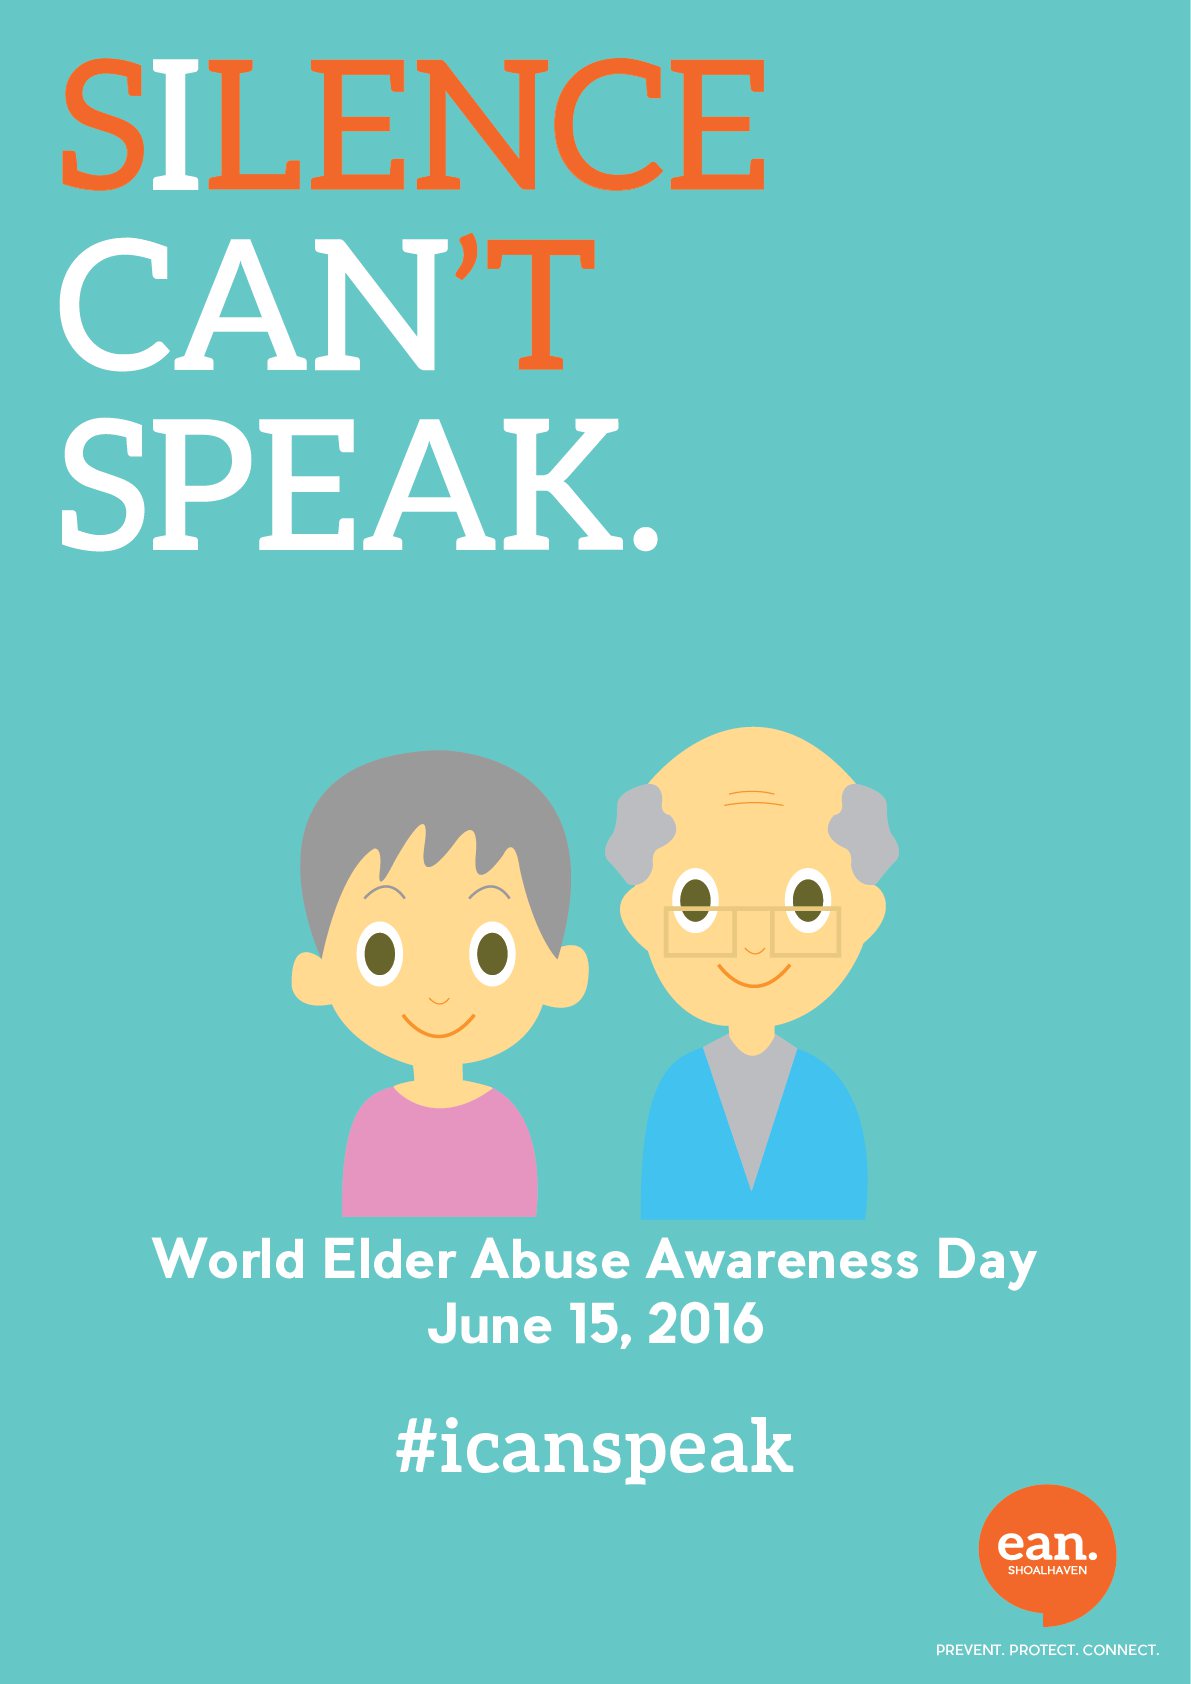 SILENCE
CAN’T
SPEAK.
World Elder Abuse Awareness Day
June 15, 2016
#icanspeak
ean.
SHOALHAVEN
PREVENT. PROTECT. CONNECT.